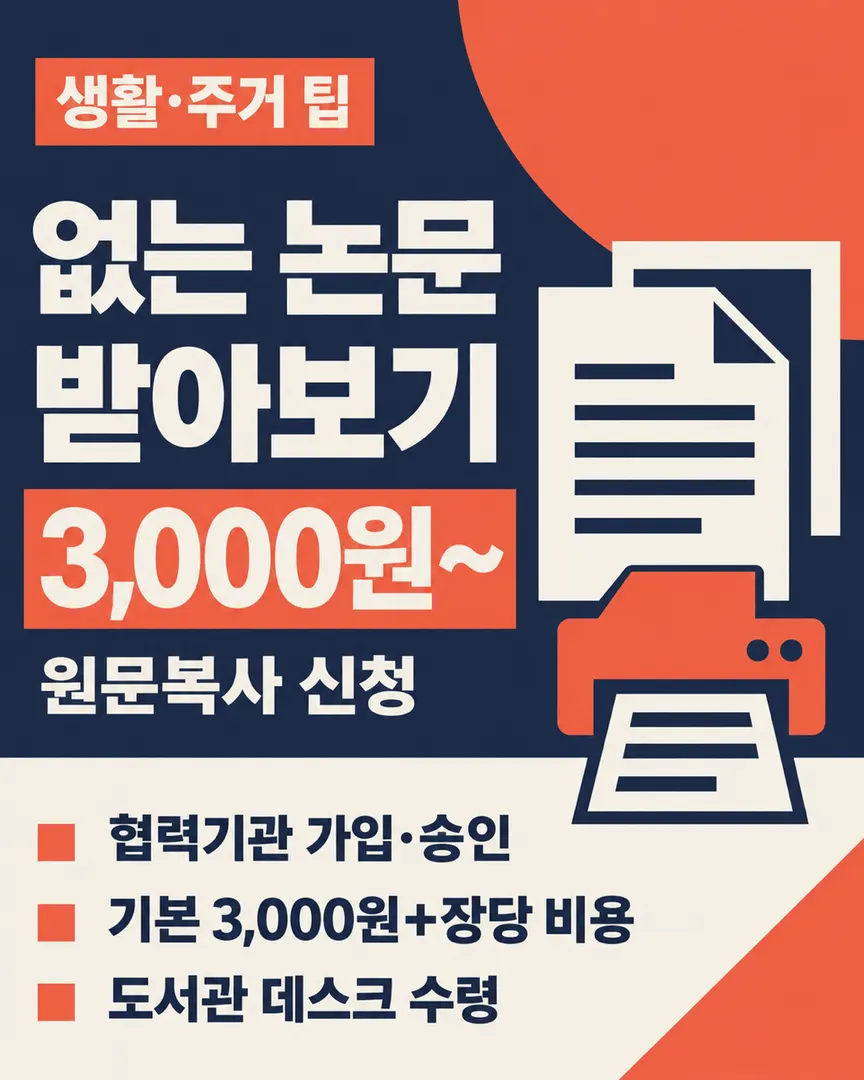 생활·주거 팁
없는 논문
받아보기
3,000원~
원문복사 신청
협력기관 가입·송인
기본 3,000원+장당 비용
도서관 데스크 수령